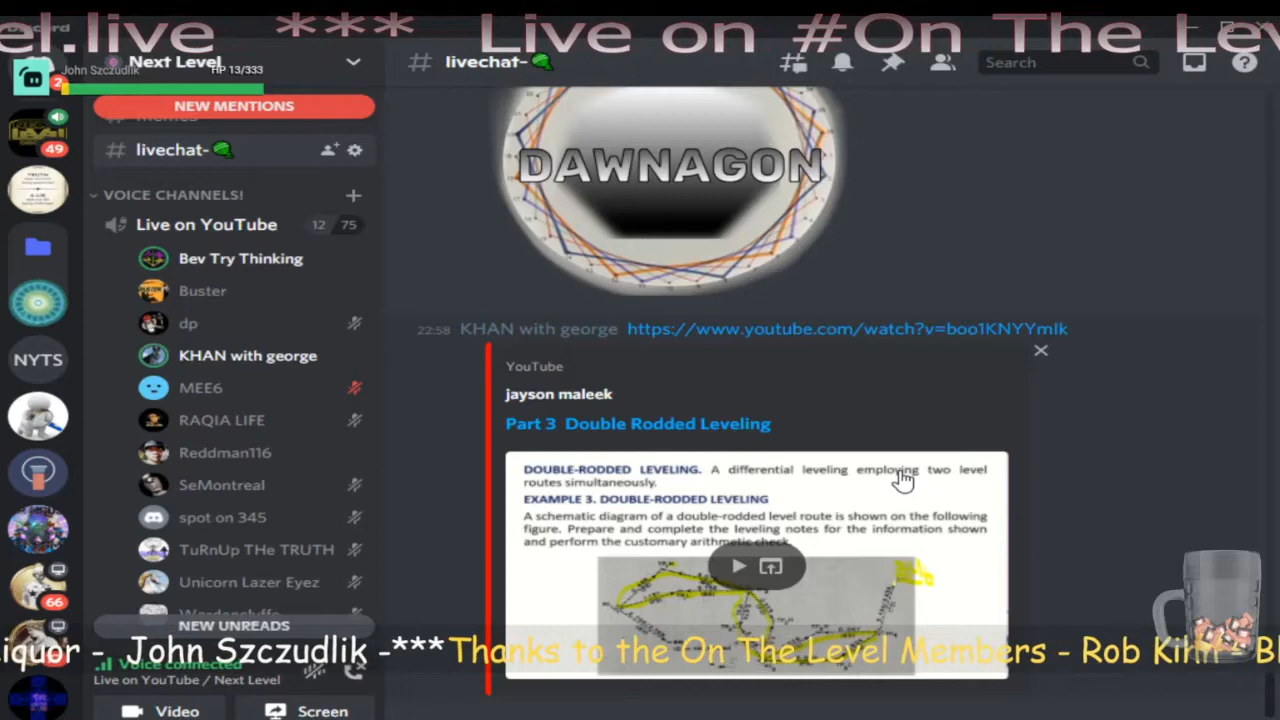 el.live *** Live on #On The Lev
John Szczudlik HP 13/333
Next Level
2
NEW MENTIONS
memes
livechat-
VOICE CHANNELS!
Live on YouTube 12 75
Bev Try Thinking
Buster
dp
KHAN with george
MEE6
RAQIA LIFE
Reddman116
SeMontreal
spot on 345
TuRnUp THe TRUTH
Unicorn Lazer Eyez
NEW UNREADS
Voice connected
Live on YouTube / Next Level
Video Screen
49
NYTS
66
livechat-
Search
DAWNAGON
22:58 KHAN with george https://www.youtube.com/watch?v=boo1KNYYmIk
YouTube
jayson maleek
Part 3 Double Rodded Leveling
DOUBLE-RODDED LEVELING. A differential leveling employing two level
routes simultaneously.
EXAMPLE 3. DOUBLE-RODDED LEVELING
A schematic diagram of a double-rodded level route is shown on the following
figure. Prepare and complete the leveling notes for the information shown
and perform the customary arithmetic check.
iquor - John Szczudlik -***Thanks to the On The Level Members - Rob Kihn - Bl